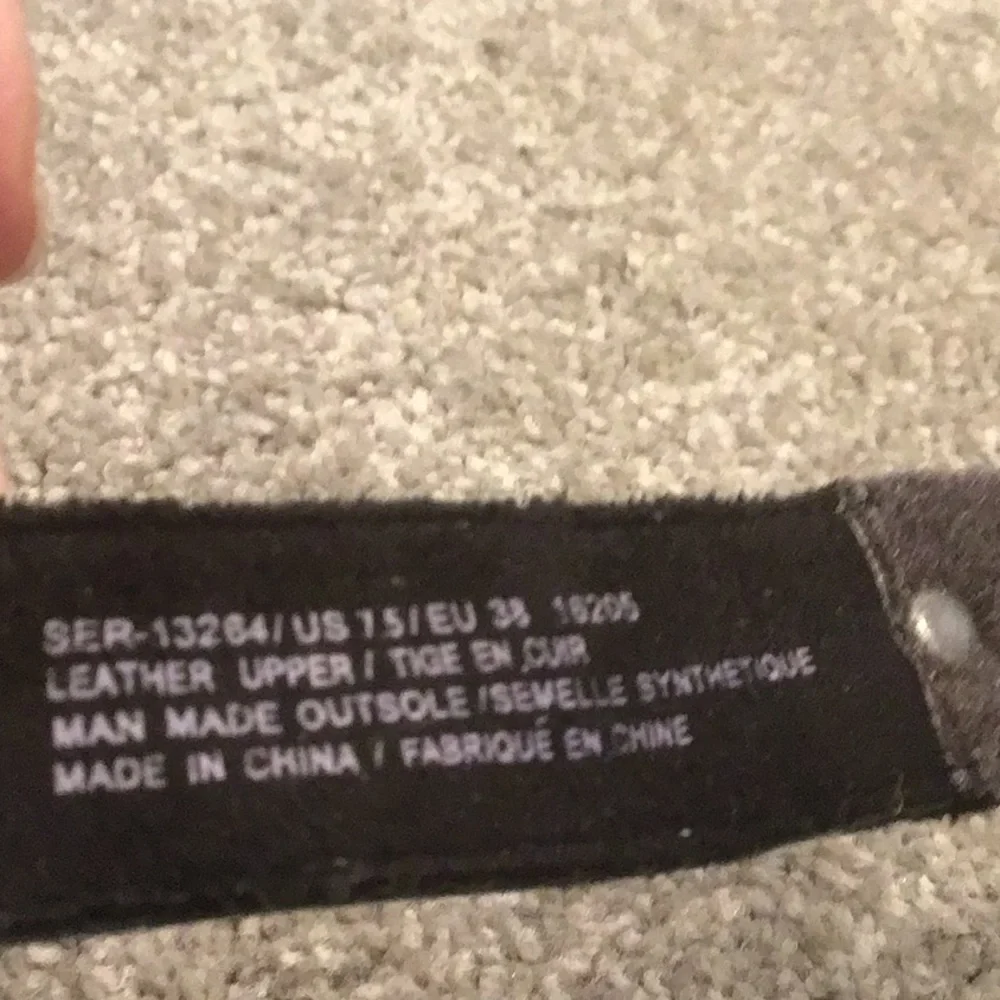 SER-13264/ US 7.5/ EU 38 16205
LEATHER UPPER / TIGE EN CUIR
MAN MADE OUTSOLE /SEMELLE SYNTHETIQUE
MADE IN CHINA / FABRIQUÉ EN CHINE